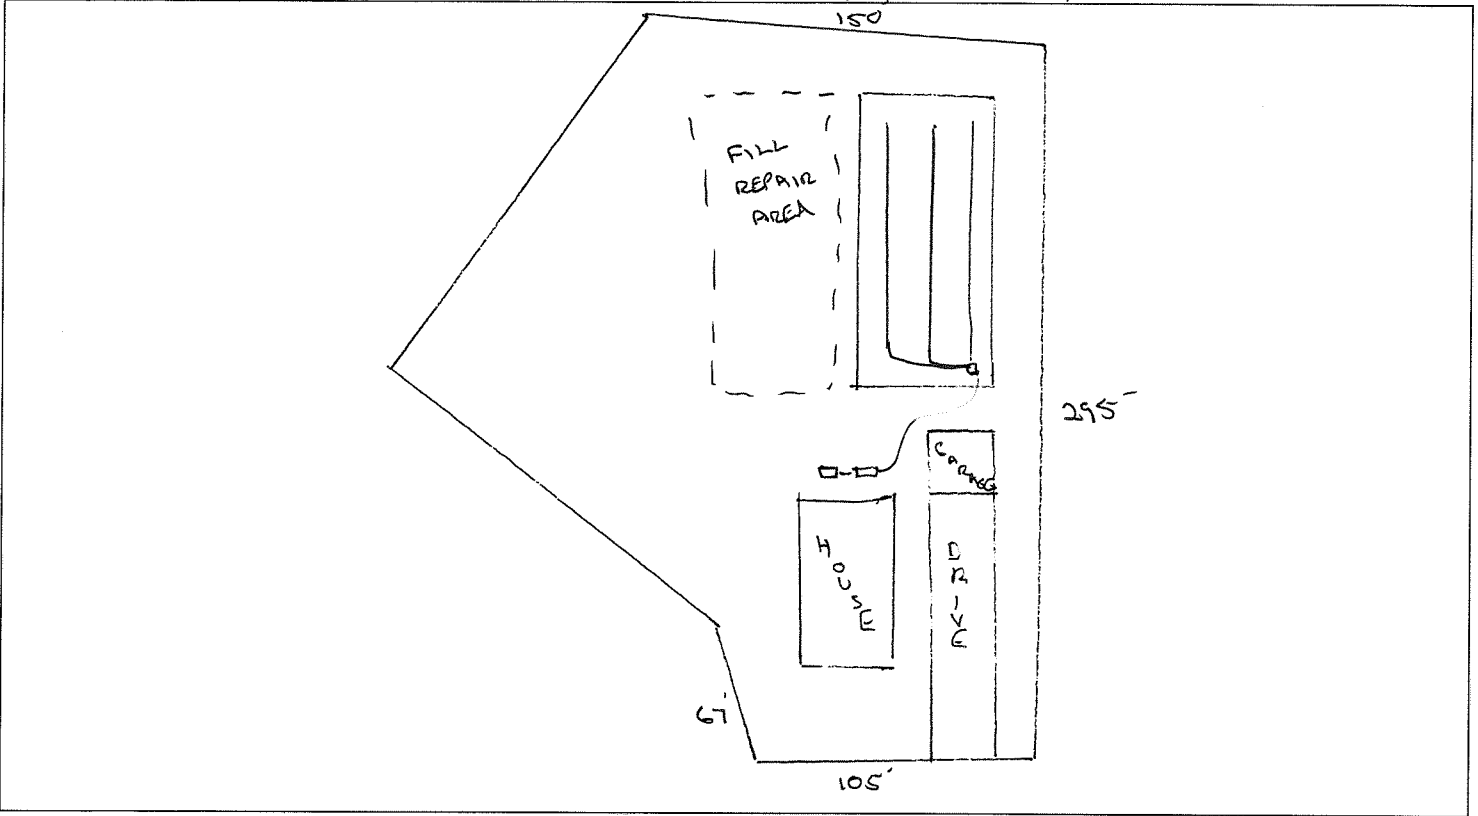 150
FILL
REPAIR
AREA
295'
GARAGE
HOUSE
DRIVE
67'
105'